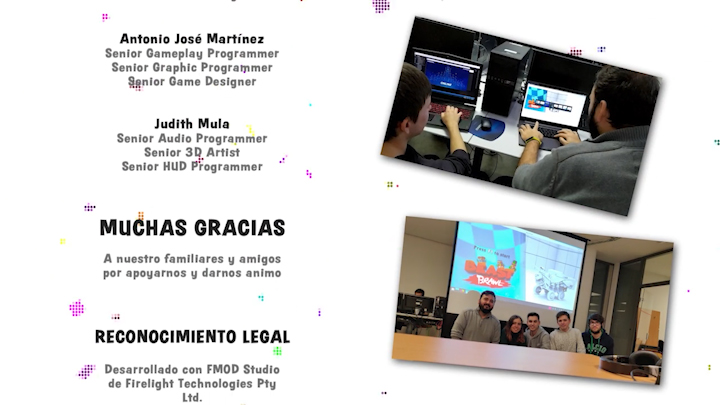 Antonio José Martínez
Senior Gameplay Programmer
Senior Graphic Programmer
Senior Game Designer
Judith Mula
Senior Audio Programmer
Senior 3D Artist
Senior HUD Programmer
MUCHAS GRACIAS
A nuestro familiares y amigos
por apoyarnos y darnos animo
RECONOCIMIENTO LEGAL
Desarrollado con FMOD Studio
de Firelight Technologies Pty
Ltd.